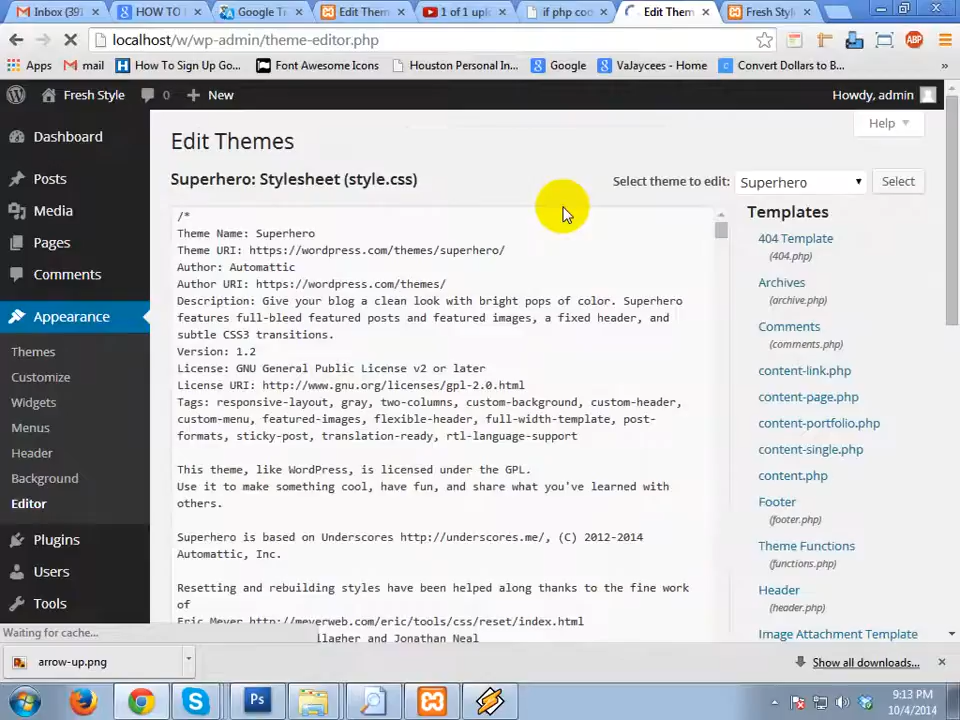 Inbox (39)
HOW TO
Google Tr
Edit Them
1 of 1 upl
if php coo
Edit Them
Fresh Styl
localhost/w/wp-admin/theme-editor.php
ABP
Apps
mail
How To Sign Up Go...
Font Awesome Icons
Houston Personal In...
Google
VaJaycees - Home
Convert Dollars to B...
»
Fresh Style
0
New
Howdy, admin
Dashboard
Posts
Media
Pages
Comments
Appearance
Themes
Customize
Widgets
Menus
Header
Background
Editor
Plugins
Users
Tools
Help
Edit Themes
Superhero: Stylesheet (style.css)
Select theme to edit:
Superhero
Select
/*
Theme Name: Superhero
Theme URI: https://wordpress.com/themes/superhero/
Author: Automattic
Author URI: https://wordpress.com/themes/
Description: Give your blog a clean look with bright pops of color. Superhero
features full-bleed featured posts and featured images, a fixed header, and
subtle CSS3 transitions.
Version: 1.2
License: GNU General Public License v2 or later
License URI: http://www.gnu.org/licenses/gpl-2.0.html
Tags: responsive-layout, gray, two-columns, custom-background, custom-header,
custom-menu, featured-images, flexible-header, full-width-template, post-
formats, sticky-post, translation-ready, rtl-language-support
This theme, like WordPress, is licensed under the GPL.
Use it to make something cool, have fun, and share what you've learned with
others.
Superhero is based on Underscores http://underscores.me/, (C) 2012-2014
Automattic, Inc.
Resetting and rebuilding styles have been helped along thanks to the fine work
of
Eric Meyer http://meyerweb.com/eric/tools/css/reset/index.html
allagher and Jonathan Neal
Templates
404 Template
(404.php)
Archives
(archive.php)
Comments
(comments.php)
content-link.php
content-page.php
content-portfolio.php
content-single.php
content.php
Footer
(footer.php)
Theme Functions
(functions.php)
Header
(header.php)
Image Attachment Template
Waiting for cache...
arrow-up.png
Show all downloads...
Ps
9:13 PM
10/4/2014